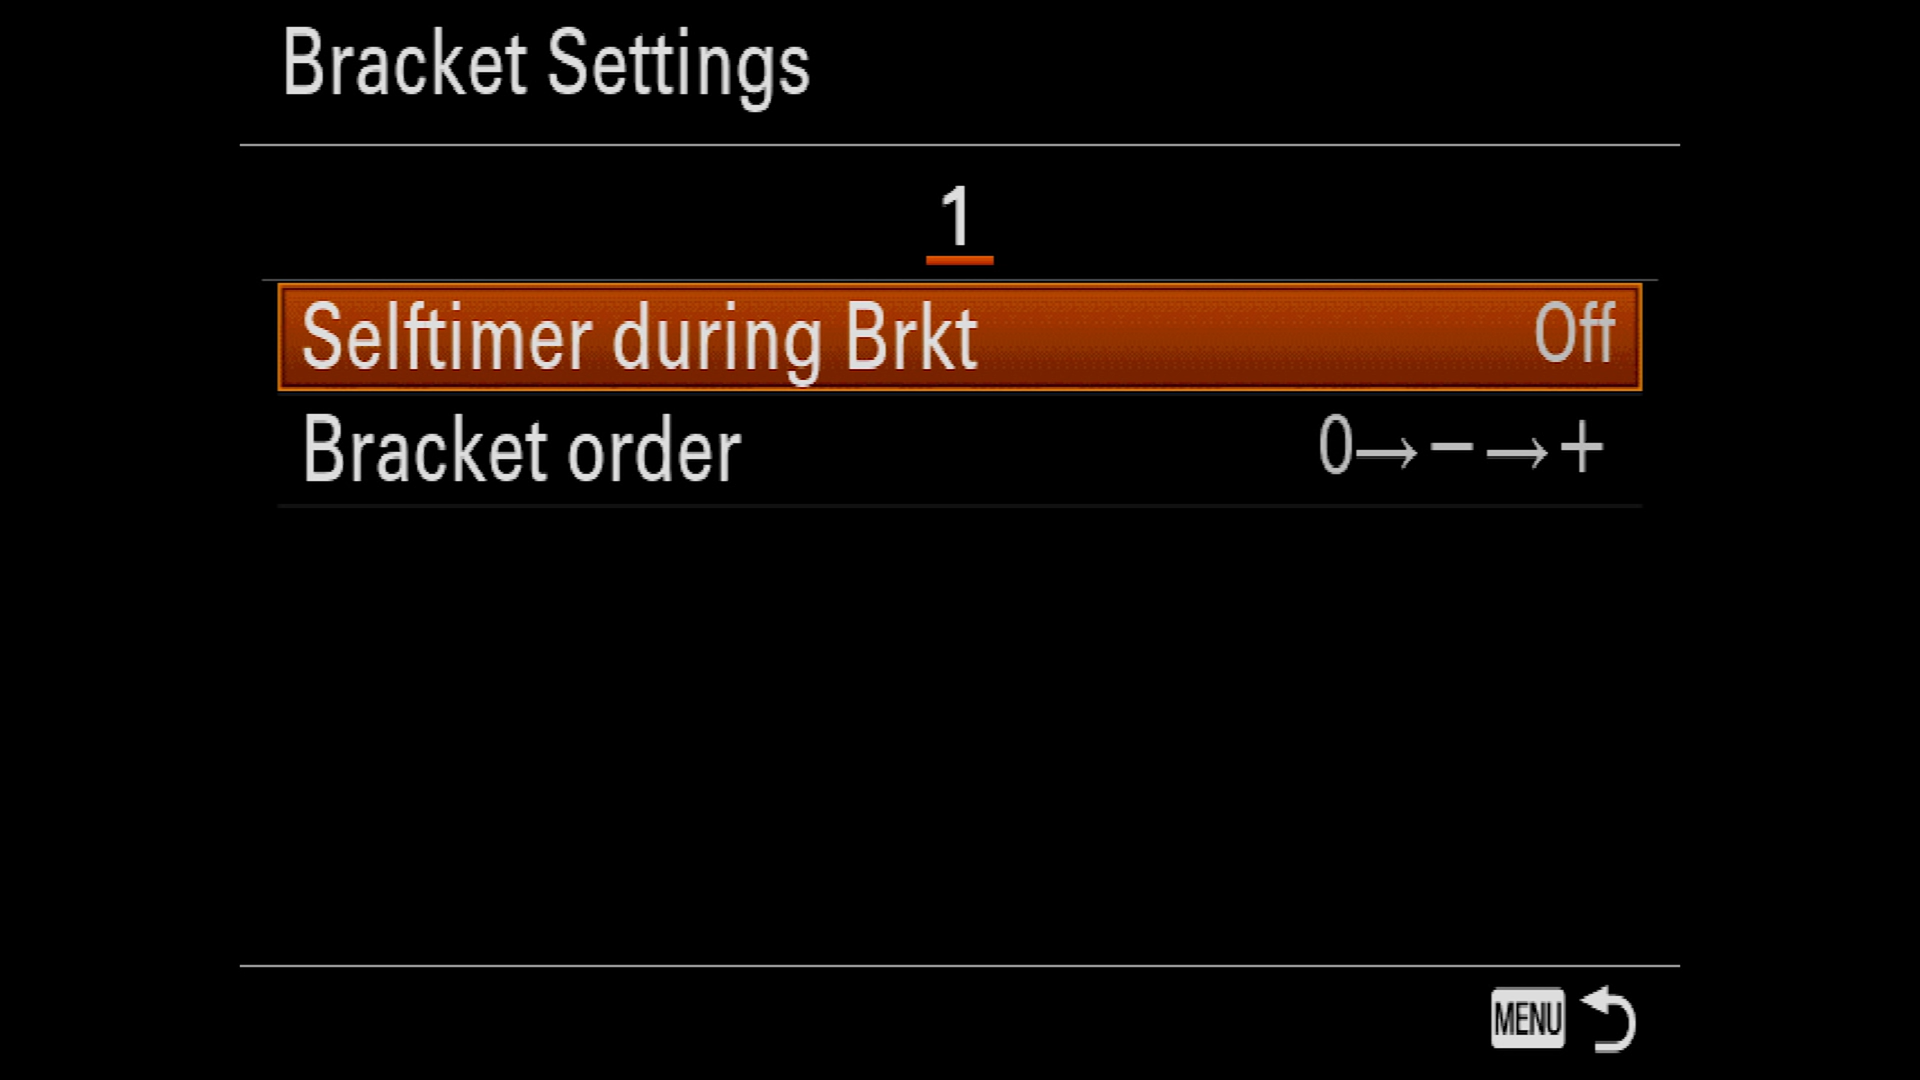 Bracket Settings
1
Selftimer during Brkt Off
Bracket order 0→−→+
MENU